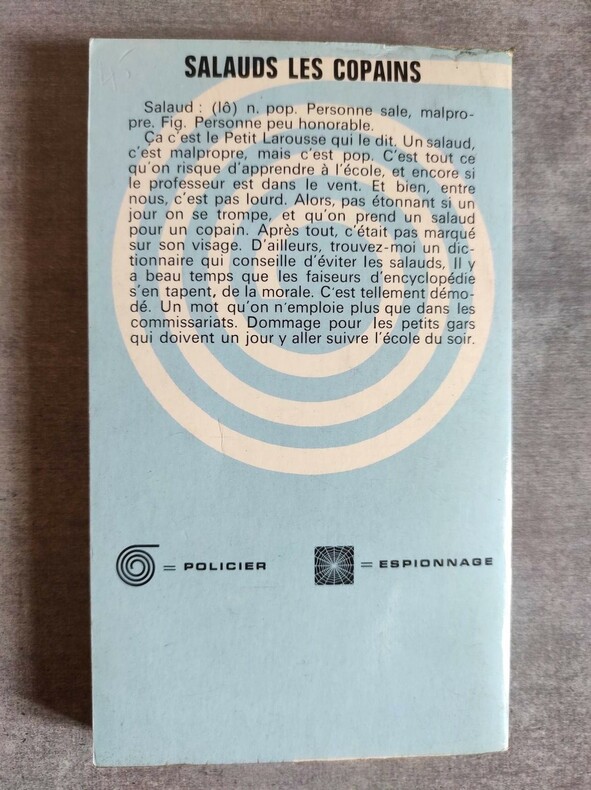 SALAUDS LES COPAINS
Salaud : (lô) n. pop. Personne sale, malpro-
pre. Fig. Personne peu honorable.
Ça c'est le Petit Larousse qui le dit. Un salaud,
c'est malpropre, mais c'est pop. C'est tout ce
qu'on risque d'apprendre à l'école, et encore si
le professeur est dans le vent. Et bien, entre
nous, c'est pas lourd. Alors, pas étonnant si un
jour on se trompe, et qu'on prend un salaud
pour un copain. Après tout, c'était pas marqué
sur son visage. D'ailleurs, trouvez-moi un dic-
tionnaire qui conseille d'éviter les salauds, Il y
a beau temps que les faiseurs d'encyclopédie
s'en tapent, de la morale. C'est tellement démo-
dé. Un mot qu'on n'emploie plus que dans les
commissariats. Dommage pour les petits gars
qui doivent un jour y aller suivre l'école du soir.
= POLICIER
= ESPIONNAGE